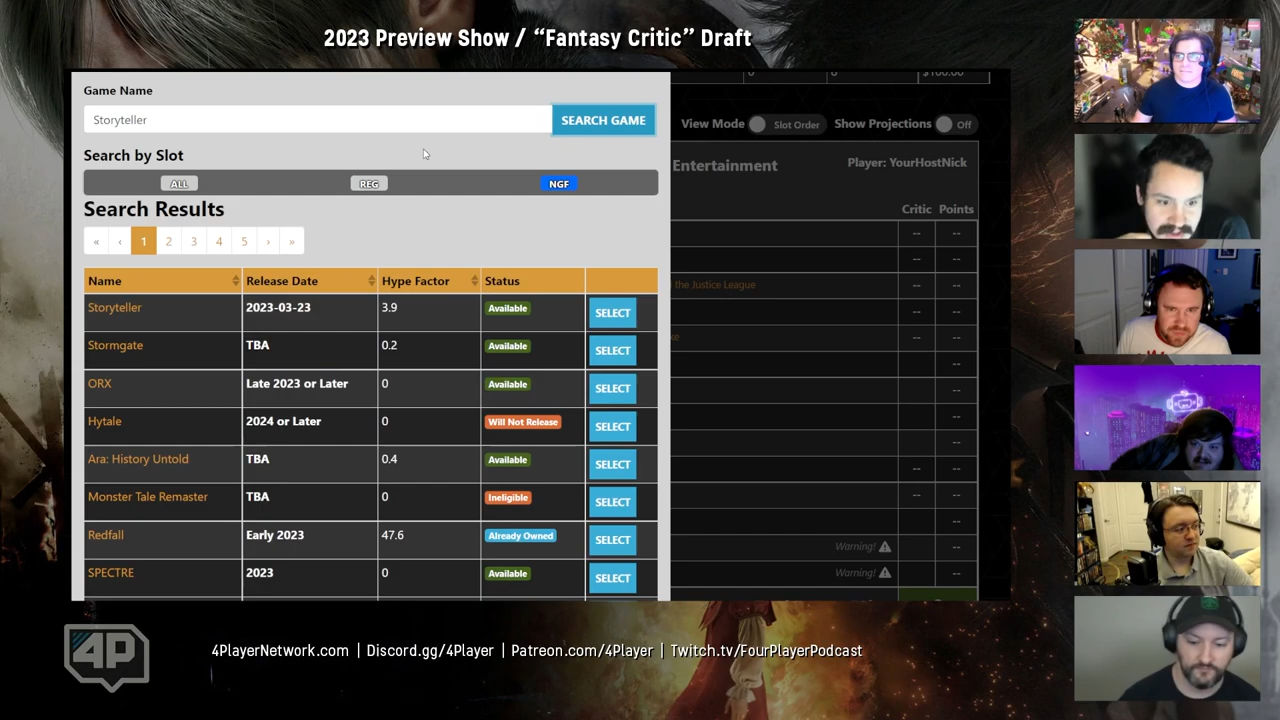 2023 Preview Show / “Fantasy Critic” Draft
Game Name
Storyteller
SEARCH GAME
Search by Slot
ALL REG NGF
Search Results
« ‹ 1 2 3 4 5 › »
Name Release Date Hype Factor Status
Storyteller 2023-03-23 3.9 Available SELECT
Stormgate TBA 0.2 Available SELECT
ORX Late 2023 or Later 0 Available SELECT
Hytale 2024 or Later 0 Will Not Release SELECT
Ara: History Untold TBA 0.4 Available SELECT
Monster Tale Remaster TBA 0 Ineligible SELECT
Redfall Early 2023 47.6 Already Owned SELECT
SPECTRE 2023 0 Available SELECT
$100.00
View Mode Slot Order Show Projections Off
Entertainment Player: YourHostNick
Critic Points
-- --
-- --
the Justice League -- --
-- --
ke -- --
--
--
--
--
-- --
--
--
Warning! --
Warning! --
4P
4PlayerNetwork.com | Discord.gg/4Player | Patreon.com/4Player | Twitch.tv/FourPlayerPodcast